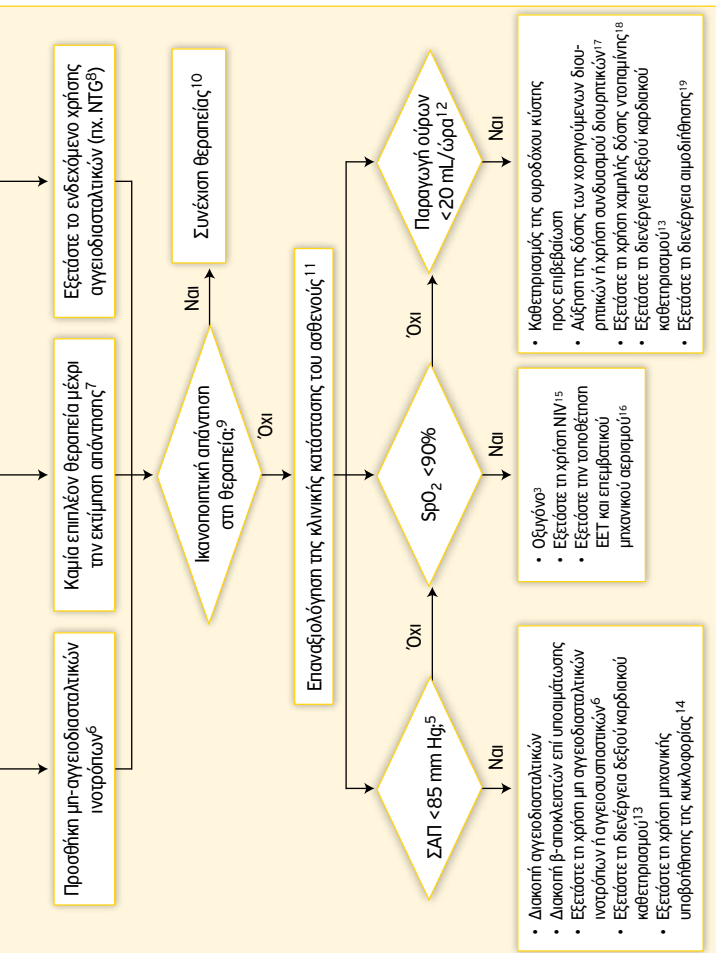 Προσθήκη μη-αγγειοδιασταλτικών
ινοτρόπων6
Καμία επιπλέον θεραπεία μέχρι
την εκτίμηση απάντησης7
Εξετάστε το ενδεχόμενο χρήσης
αγγειοδιασταλτικών (πχ. NTG8)
Ικανοποιητική απάντηση
στη θεραπεία;9
Ναι
Συνέχιση θεραπείας10
Όχι
Επαναξιολόγηση της κλινικής κατάστασης του ασθενούς11
ΣΑΠ <85 mm Hg;5
Όχι
SpO2 <90%
Όχι
Παραγωγή ούρων
<20 mL/ώρα12
Ναι
Ναι
Ναι
• Διακοπή αγγειοδιασταλτικών
• Διακοπή β-αποκλειστών επί υποαιμάτωσης
• Εξετάστε τη χρήση μη αγγειοδιασταλτικών
ινοτρόπων ή αγγειοσυσπαστικών6
• Εξετάστε τη διενέργεια δεξιού καρδιακού
καθετηριασμού13
• Εξετάστε τη χρήση μηχανικής
υποβοήθησης της κυκλοφορίας14
• Οξυγόνο3
• Εξετάστε τη χρήση NIV15
• Εξετάστε την τοποθέτηση
ΕΕΤ και επεμβατικού
μηχανικού αερισμού16
• Καθετηριασμός της ουροδόχου κύστης
προς επιβεβαίωση
• Αύξηση της δόσης των χορηγούμενων διου-
ρητικών ή χρήση συνδυασμού διουρητικών17
• Εξετάστε τη χρήση χαμηλής δόσης ντοπαμίνης18
• Εξετάστε τη διενέργεια δεξιού καρδιακού
καθετηριασμού13
• Εξετάστε τη διενέργεια αιμοδιήθησης19